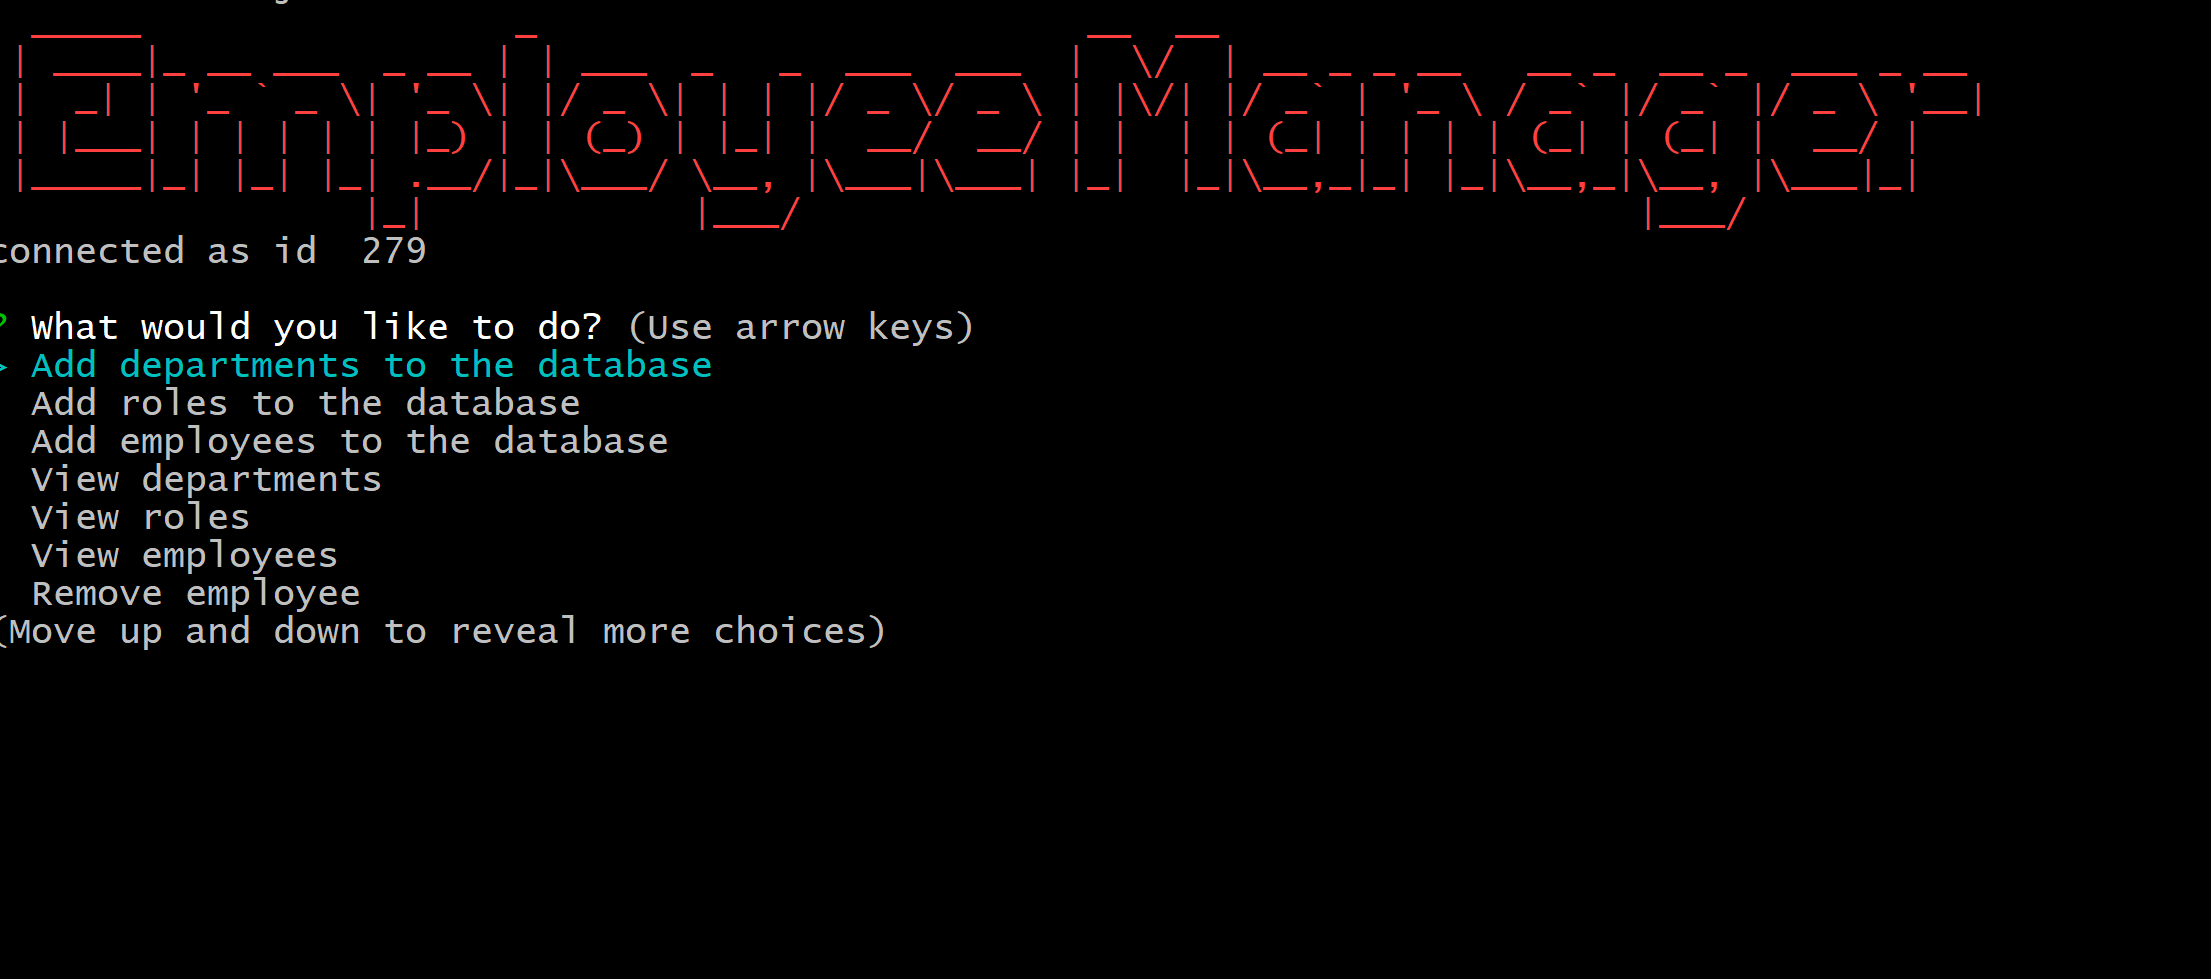 Employee Manager
connected as id  279
? What would you like to do? (Use arrow keys)
> Add departments to the database
Add roles to the database
Add employees to the database
View departments
View roles
View employees
Remove employee
(Move up and down to reveal more choices)